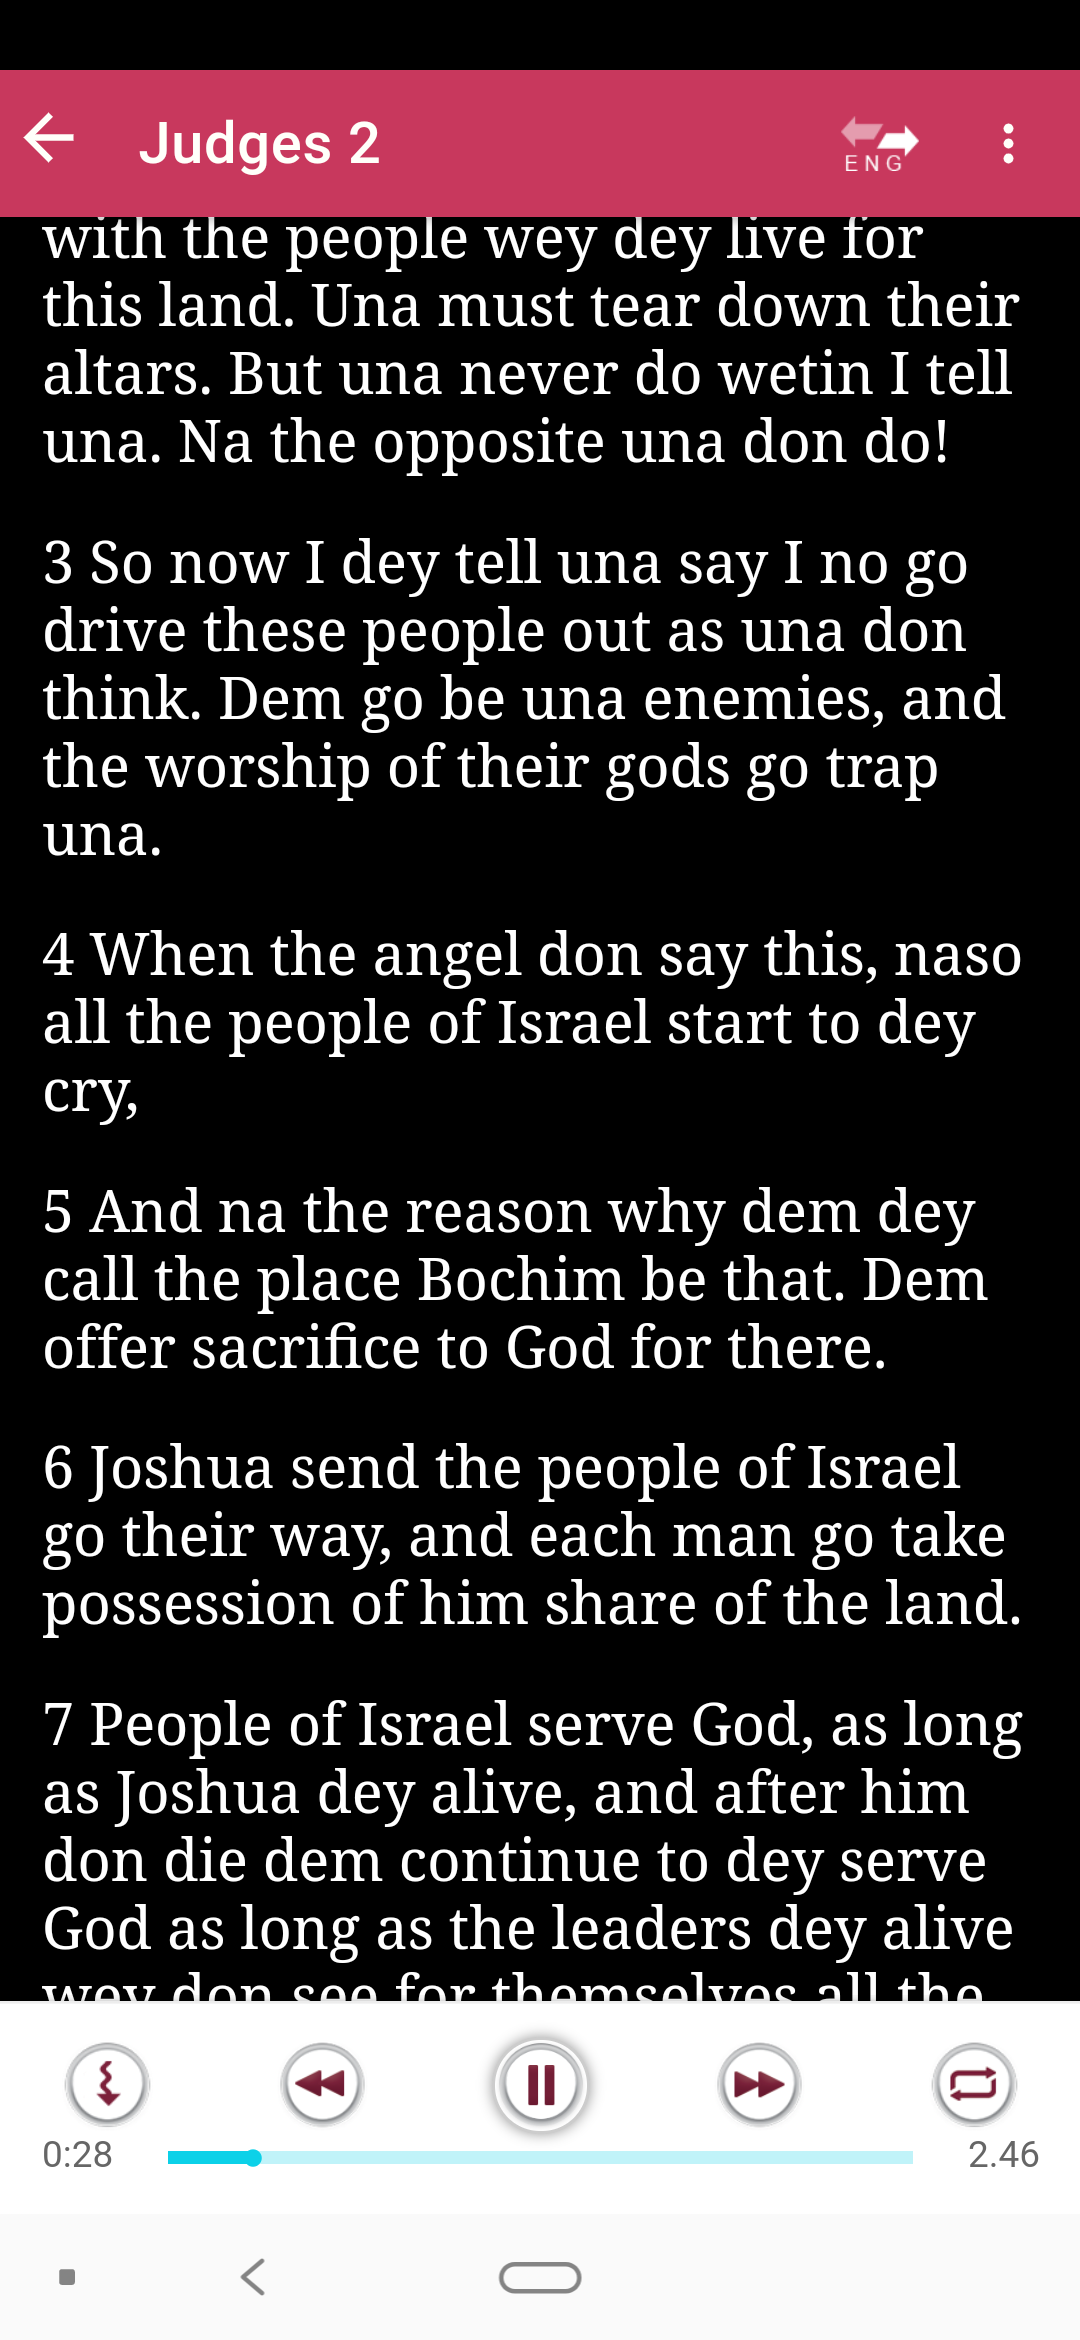 Judges 2
ENG
with the people wey dey live for
this land. Una must tear down their
altars. But una never do wetin I tell
una. Na the opposite una don do!
3 So now I dey tell una say I no go
drive these people out as una don
think. Dem go be una enemies, and
the worship of their gods go trap
una.
4 When the angel don say this, naso
all the people of Israel start to dey
cry,
5 And na the reason why dem dey
call the place Bochim be that. Dem
offer sacrifice to God for there.
6 Joshua send the people of Israel
go their way, and each man go take
possession of him share of the land.
7 People of Israel serve God, as long
as Joshua dey alive, and after him
don die dem continue to dey serve
God as long as the leaders dey alive
wey don see for themselves all the
0:28
2.46